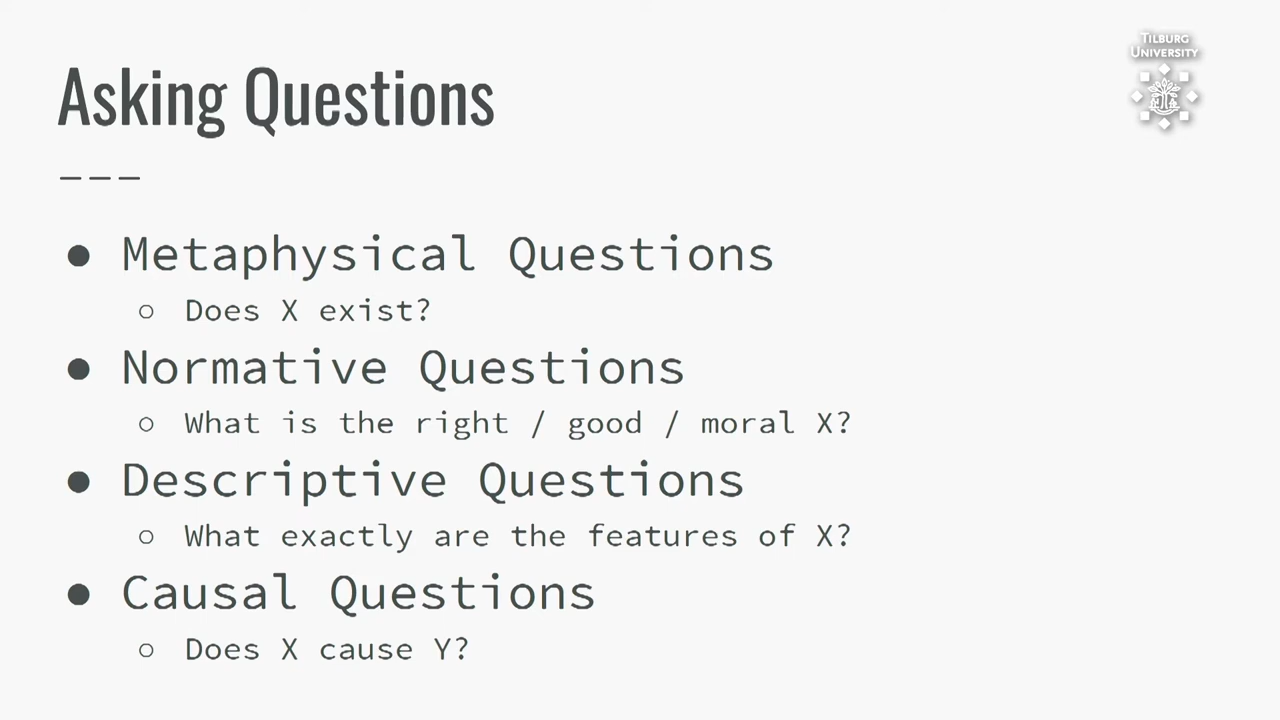 TILBURG
UNIVERSITY
Asking Questions
---
● Metaphysical Questions
○ Does X exist?
● Normative Questions
○ What is the right / good / moral X?
● Descriptive Questions
○ What exactly are the features of X?
● Causal Questions
○ Does X cause Y?